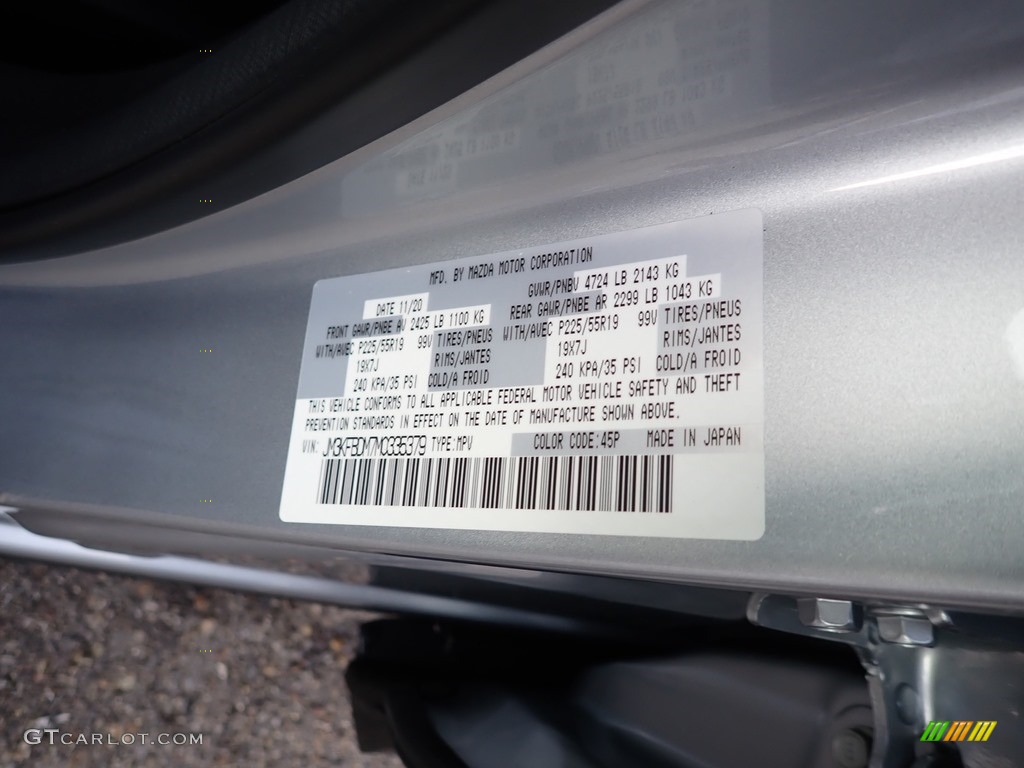 MFD. BY MAZDA MOTOR CORPORATION
DATE 11/20 GVWR/PNBV 4724 LB 2143 KG
FRONT GAWR/PNBE AV 2425 LB 1100 KG REAR GAWR/PNBE AR 2299 LB 1043 KG
WITH/AVEC P225/55R19 99V TIRES/PNEUS WITH/AVEC P225/55R19 99V TIRES/PNEUS
19X7J RIMS/JANTES 19X7J RIMS/JANTES
240 KPA/35 PSI COLD/A FROID 240 KPA/35 PSI COLD/A FROID
THIS VEHICLE CONFORMS TO ALL APPLICABLE FEDERAL MOTOR VEHICLE SAFETY AND THEFT
PREVENTION STANDARDS IN EFFECT ON THE DATE OF MANUFACTURE SHOWN ABOVE.
VIN: JM3KFBDM7M0335379 TYPE:MPV COLOR CODE:45P MADE IN JAPAN
GTCARLOT.COM